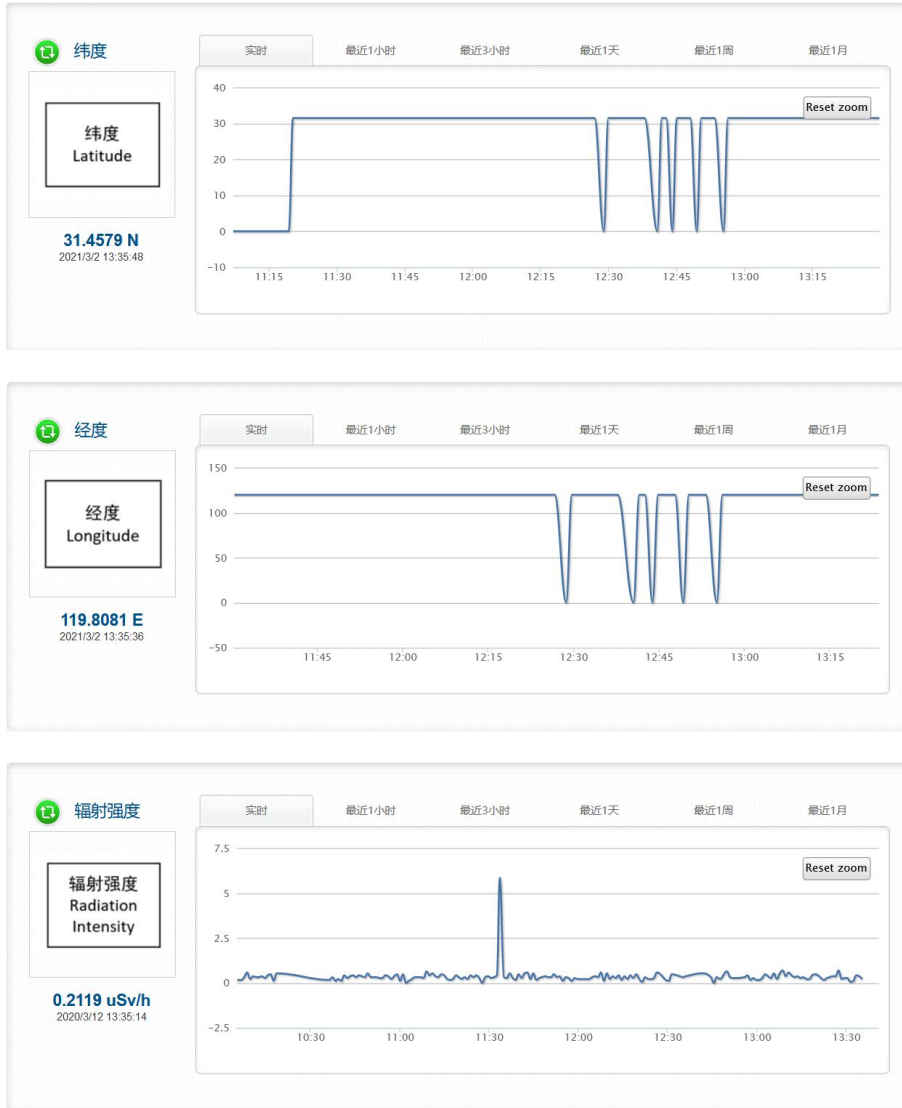 纬度
实时 最近1小时 最近3小时 最近1天 最近1周 最近1月
纬度
Latitude
31.4579 N
2021/3/2 13:35:48
Reset zoom
40
30
20
10
0
-10
11:15 11:30 11:45 12:00 12:15 12:30 12:45 13:00 13:15
经度
实时 最近1小时 最近3小时 最近1天 最近1周 最近1月
经度
Longitude
119.8081 E
2021/3/2 13:35:36
Reset zoom
150
100
50
0
-50
11:45 12:00 12:15 12:30 12:45 13:00 13:15
辐射强度
实时 最近1小时 最近3小时 最近1天 最近1周 最近1月
辐射强度
Radiation
Intensity
0.2119 uSv/h
2020/3/12 13:35:14
Reset zoom
7.5
5
2.5
0
-2.5
10:30 11:00 11:30 12:00 12:30 13:00 13:30